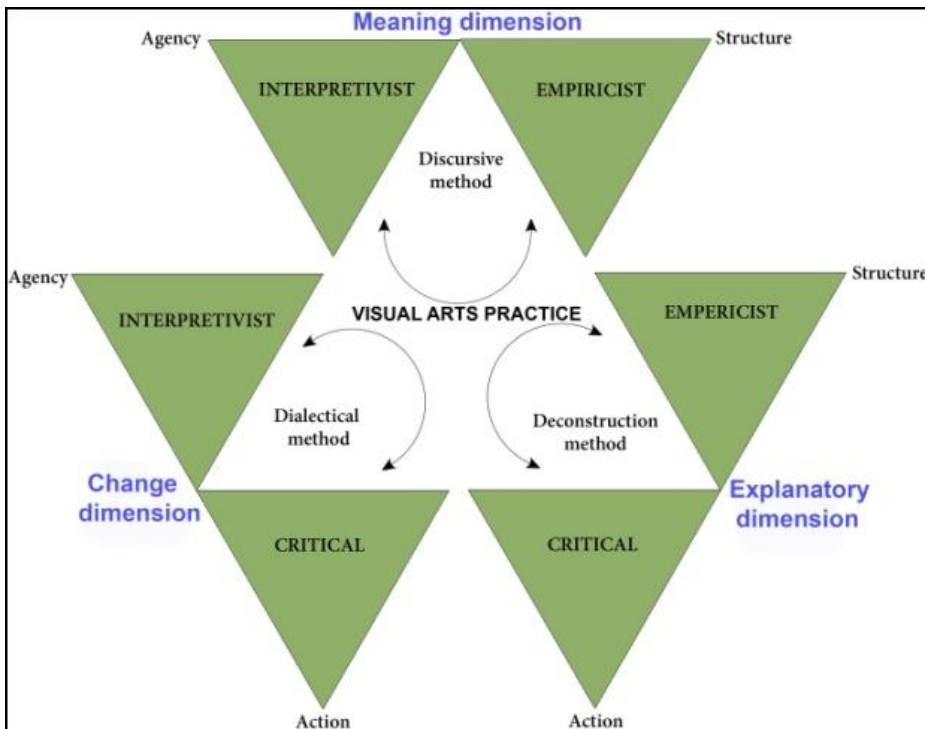 Meaning dimension
Agency
Structure
INTERPRETIVIST
EMPIRICIST
Discursive
method
Agency
Structure
INTERPRETIVIST
VISUAL ARTS PRACTICE
EMPERICIST
Dialectical
method
Deconstruction
method
Change
dimension
Explanatory
dimension
CRITICAL
CRITICAL
Action
Action